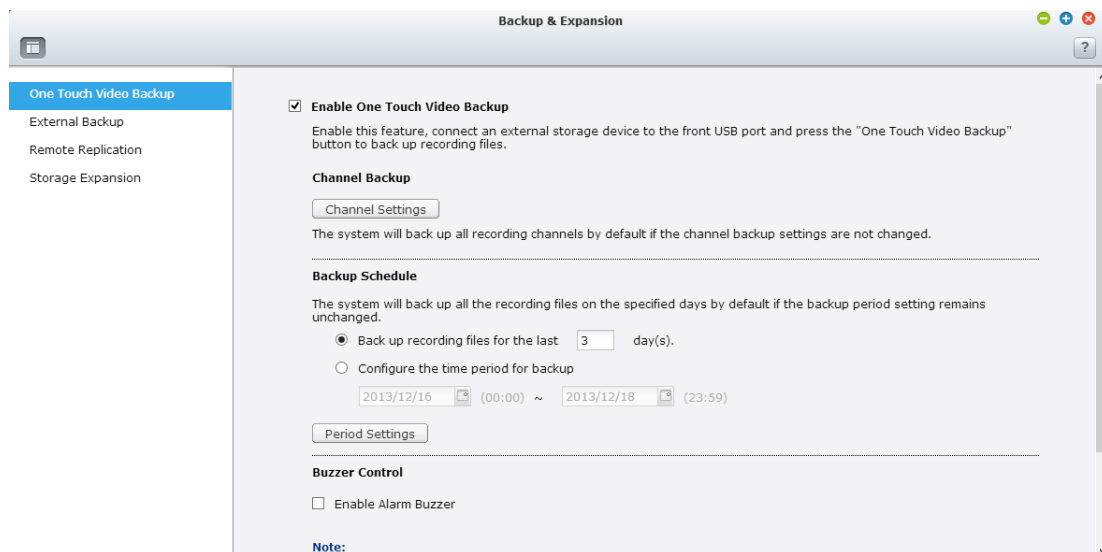 Backup & Expansion
?
One Touch Video Backup
External Backup
Remote Replication
Storage Expansion
Enable One Touch Video Backup
Enable this feature, connect an external storage device to the front USB port and press the "One Touch Video Backup"
button to back up recording files.
Channel Backup
Channel Settings
The system will back up all recording channels by default if the channel backup settings are not changed.
Backup Schedule
The system will back up all the recording files on the specified days by default if the backup period setting remains
unchanged.
Back up recording files for the last 3 day(s).
Configure the time period for backup
2013/12/16 (00:00) ~ 2013/12/18 (23:59)
Period Settings
Buzzer Control
Enable Alarm Buzzer
Note: